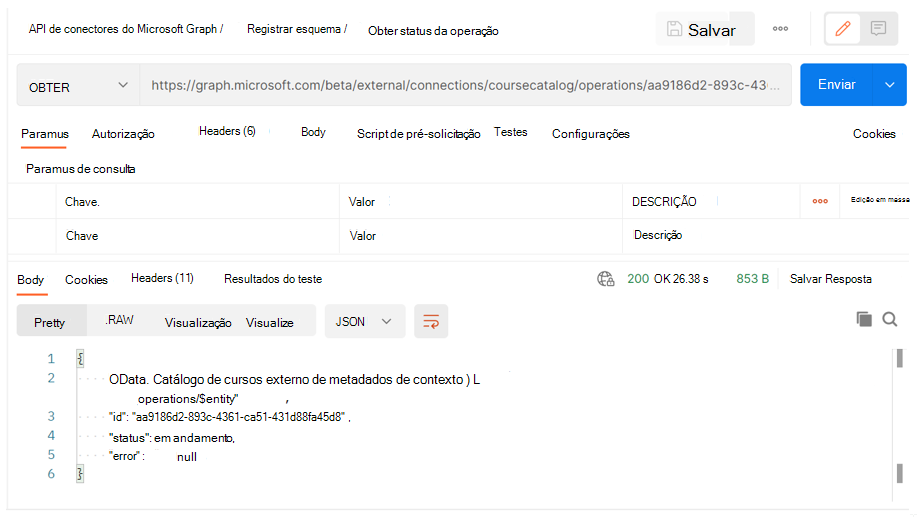 API de conectores do Microsoft Graph / Registrar esquema / Obter status da operação Salvar
OBTER https://graph.microsoft.com/beta/external/connections/coursecatalog/operations/aa9186d2-893c-43... Enviar
Paramus Autorização Headers (6) Body Script de pré-solicitação Testes Configurações Cookies
Paramus de consulta
Chave. Valor DESCRIÇÃO Edição em massa
Chave Valor Descrição
Body Cookies Headers (11) Resultados do teste 200 OK 26.38 s 853 B Salvar Resposta
Pretty .RAW Visualização Visualize JSON
1 {
2 OData. Catálogo de cursos externo de metadados de contexto ) L
operations/$entity" ,
3 "id": "aa9186d2-893c-4361-ca51-431d88fa45d8" ,
4 "status": em andamento,
5 "error" : null
6 }